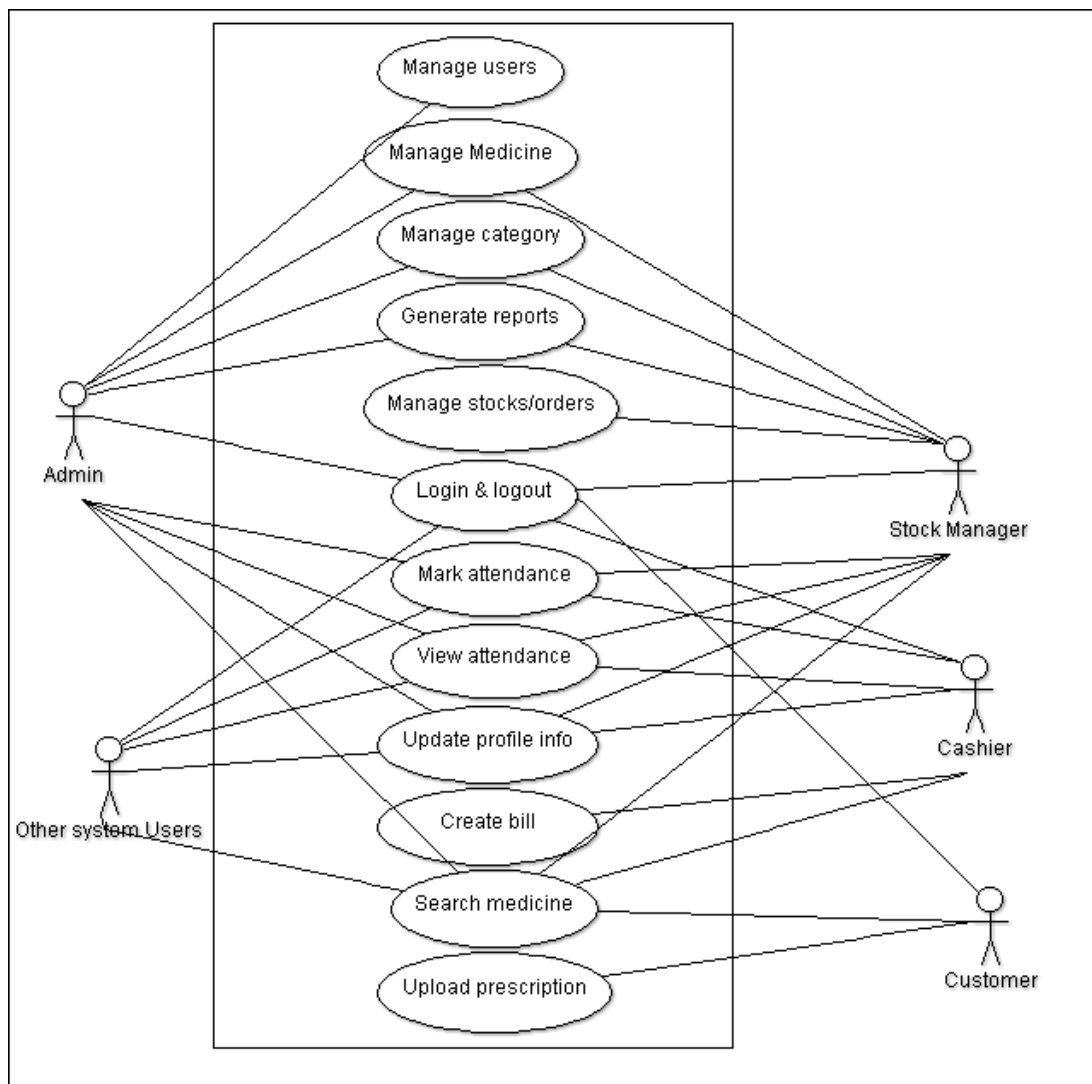 Manage users
Manage Medicine
Manage category
Generate reports
Manage stocks/orders
Admin
Login & logout
Stock Manager
Mark attendance
View attendance
Update profile info
Cashier
Other system Users
Create bill
Search medicine
Customer
Upload prescription